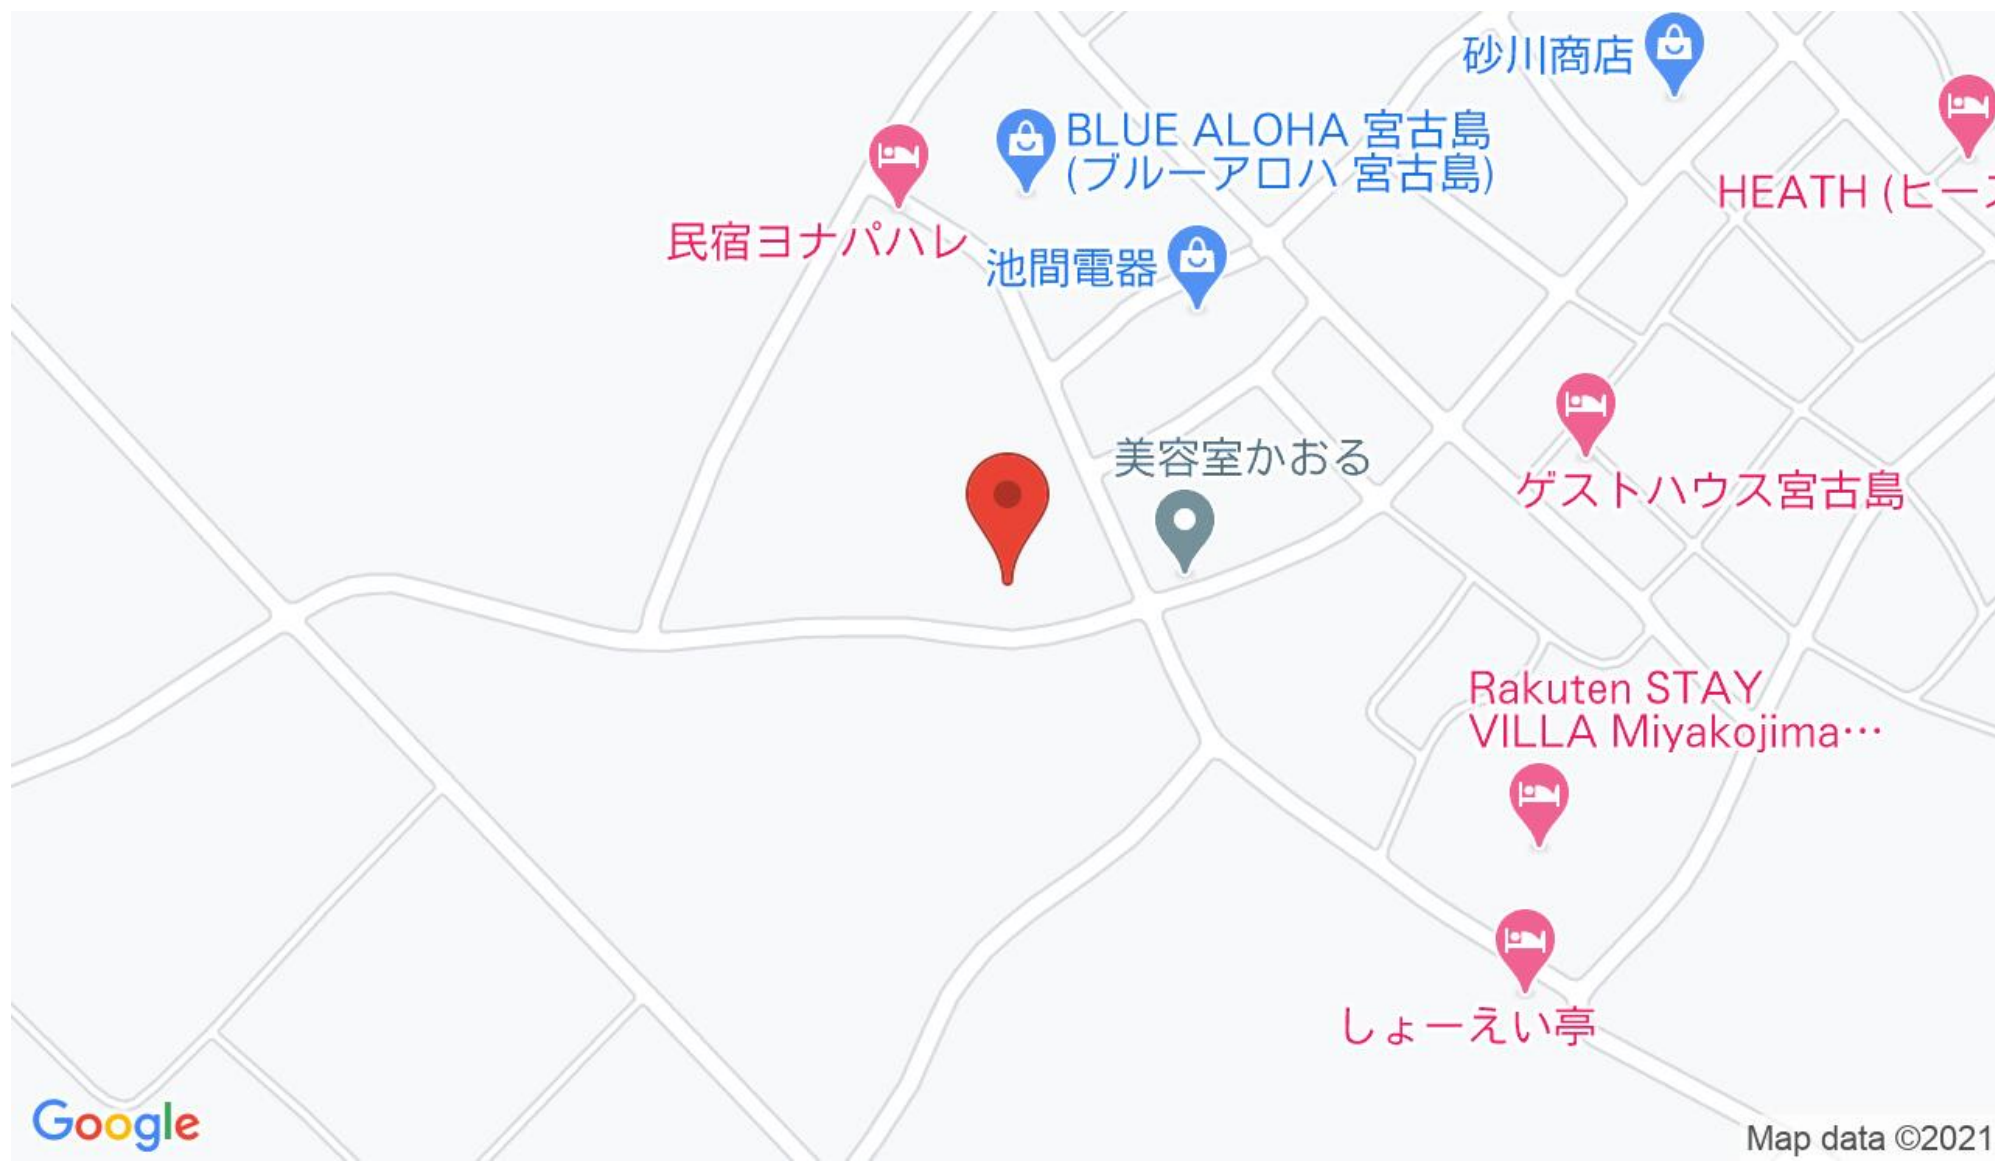 砂川商店
BLUE ALOHA 宮古島
(ブルーアロハ 宮古島)
HEATH (ヒー
民宿ヨナパハレ
池間電器
美容室かおる
ゲストハウス宮古島
Rakuten STAY
VILLA Miyakojima…
しょーえい亭
Google
Map data ©2021